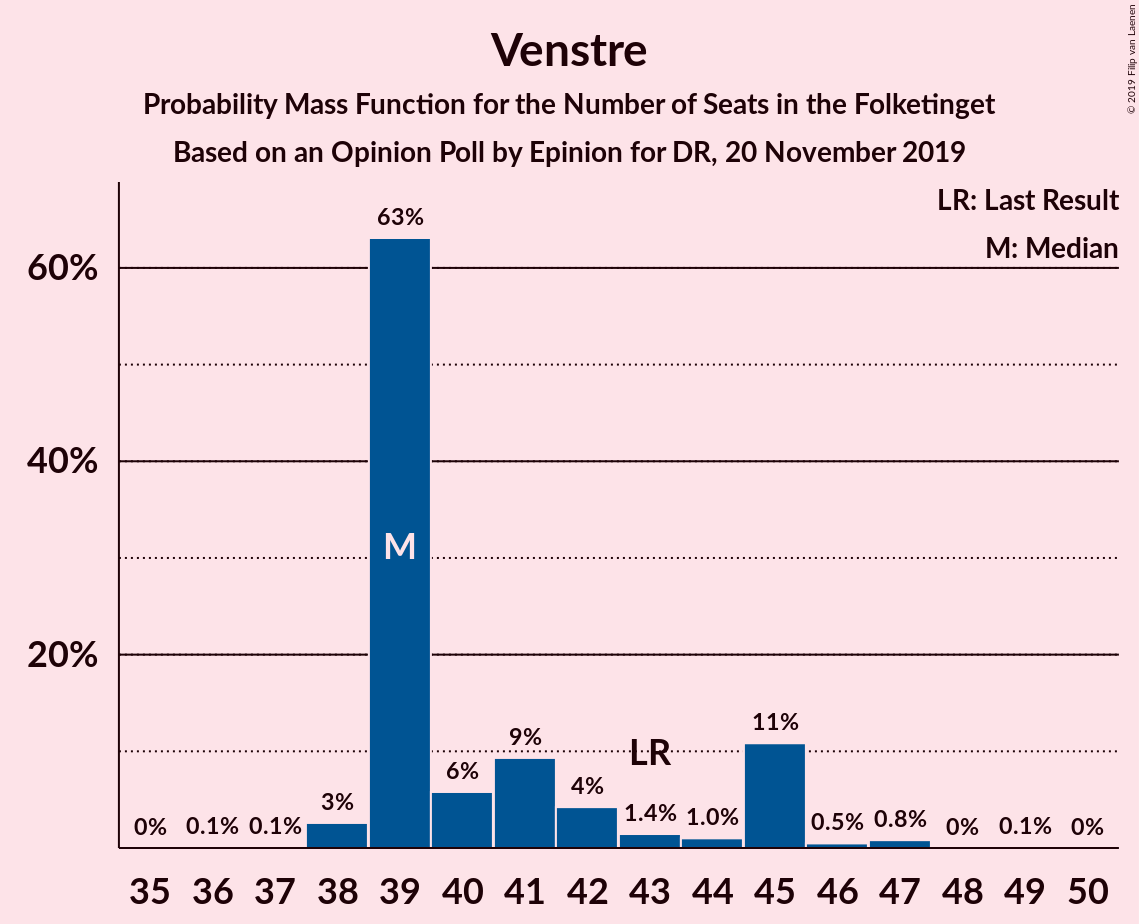 Venstre
Probability Mass Function for the Number of Seats in the Folketinget
Based on an Opinion Poll by Epinion for DR, 20 November 2019
© 2019 Filip van Laenen
LR: Last Result
M: Median
60%
40%
20%
0%
0.1%
0.1%
3%
63%
6%
9%
4%
1.4%
1.0%
11%
0.5%
0.8%
0%
0.1%
0%
M
LR
35 36 37 38 39 40 41 42 43 44 45 46 47 48 49 50